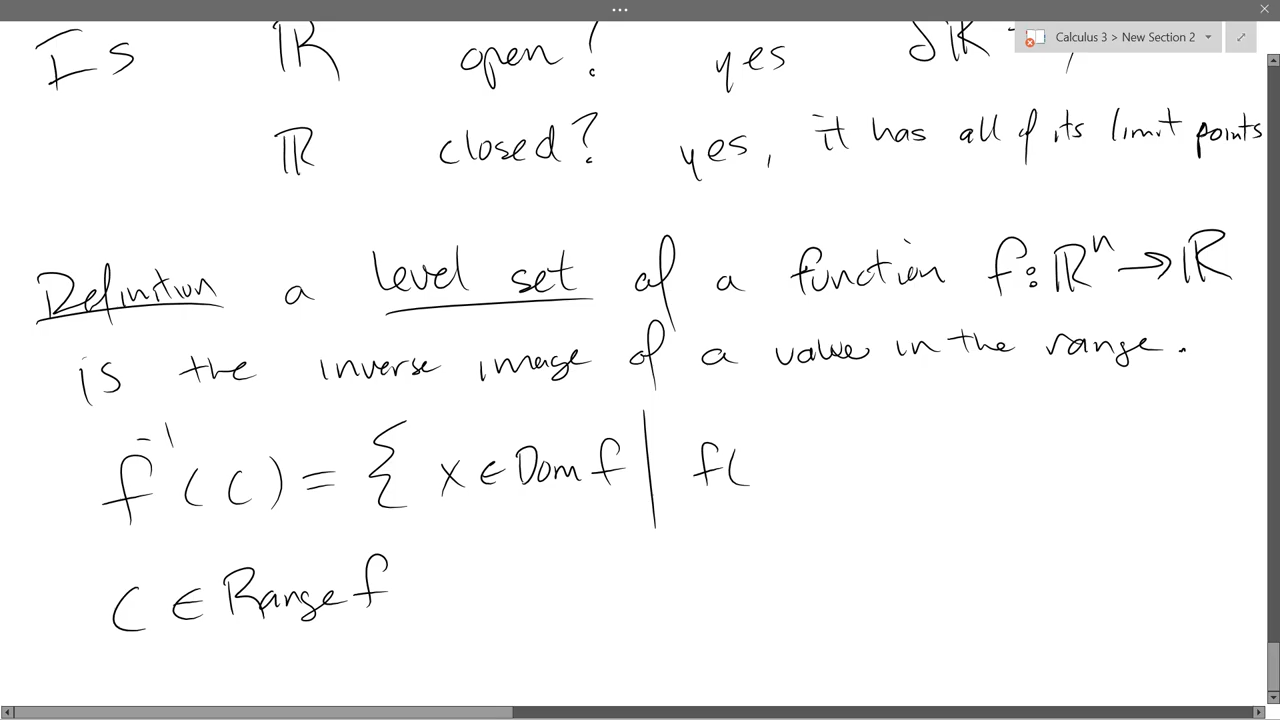 Calculus 3 > New Section 2
Is ℝ open? yes ∂ℝ
ℝ closed? yes, it has all of its limit points
Definition a level set of a function f: ℝⁿ → ℝ
is the inverse image of a value in the range.
f⁻¹(c) = { x ∈ Dom f | f(
c ∈ Range f